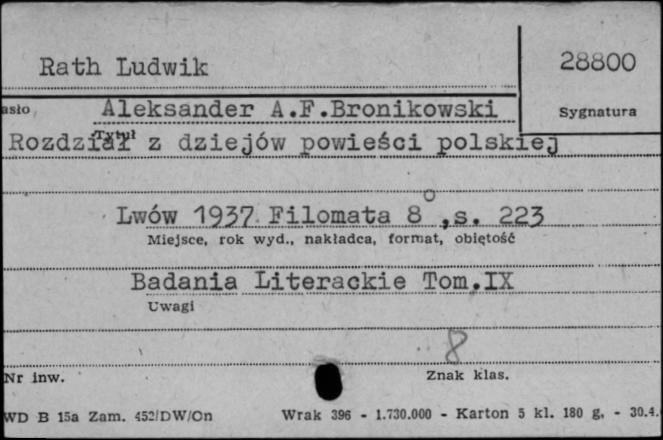 Rath Ludwik
28800
asło
Aleksander A.F.Bronikowski
Sygnatura
Tytuł
Rozdział z dziejów powieści polskiej
Lwów 1937 Filomata 8°,s. 223
Miejsce, rok wyd., nakładca, format, objętość
Badania Literackie Tom.IX
Uwagi
8
Nr inw.
Znak klas.
WD B 15a Zam. 452/DW/On
Wrak 396 - 1.730.000 - Karton 5 kl. 180 g. - 30.4.